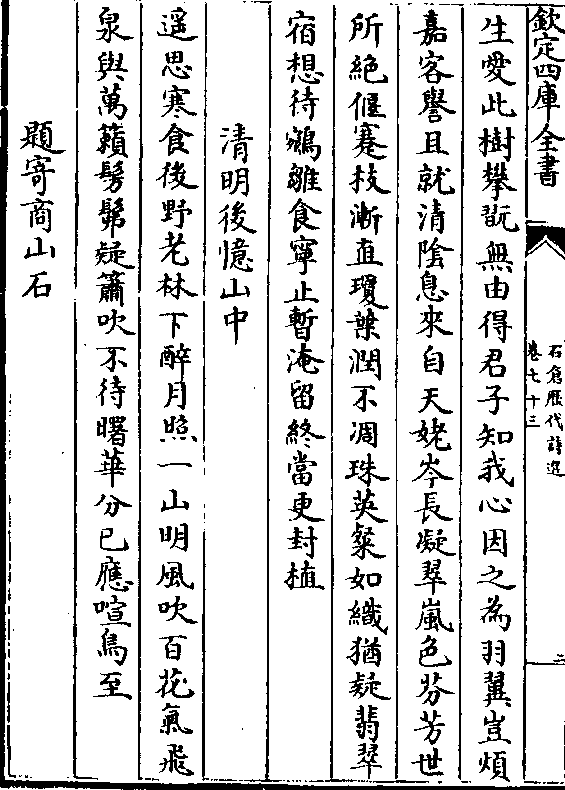 欽定四庫全書
石倉歷代詩選
卷七十三
二
生愛此樹攀翫無由得君子知我心因之為羽翼豈煩
嘉客譽且就清陰息來自天姥岑長凝翠嵐色芬芳世
所絶偃蹇枝漸直瓊葉潤不凋珠英粲如織猶疑翡翠
宿想待鵷雛食寧止暫淹留終當更封植
清明後憶山中
遥思寒食後野老林下醉月照一山明風吹百花氣飛
泉與萬籟髣髴疑簫吹不待曙華分已應喧鳥至
題寄商山石